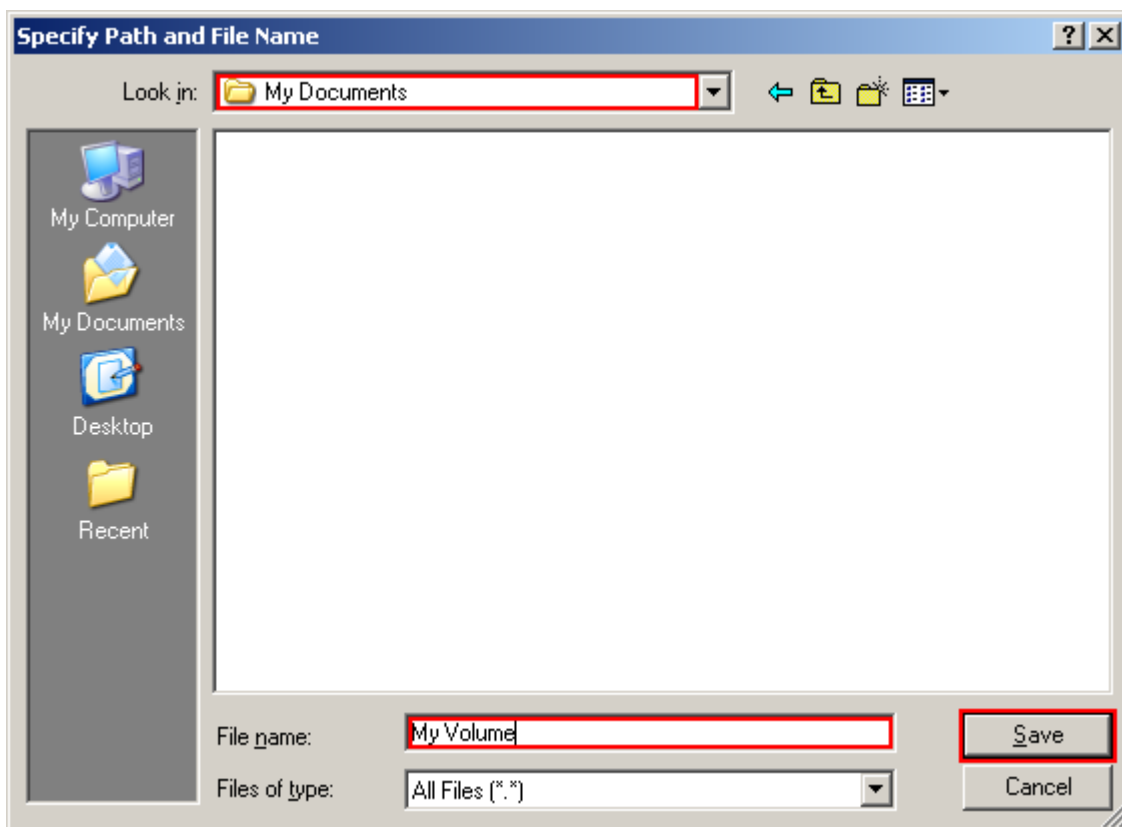 Specify Path and File Name
Look in:
My Documents
My Computer
My Documents
Desktop
Recent
File name:
My Volume
Save
Files of type:
All Files (*.*)
Cancel